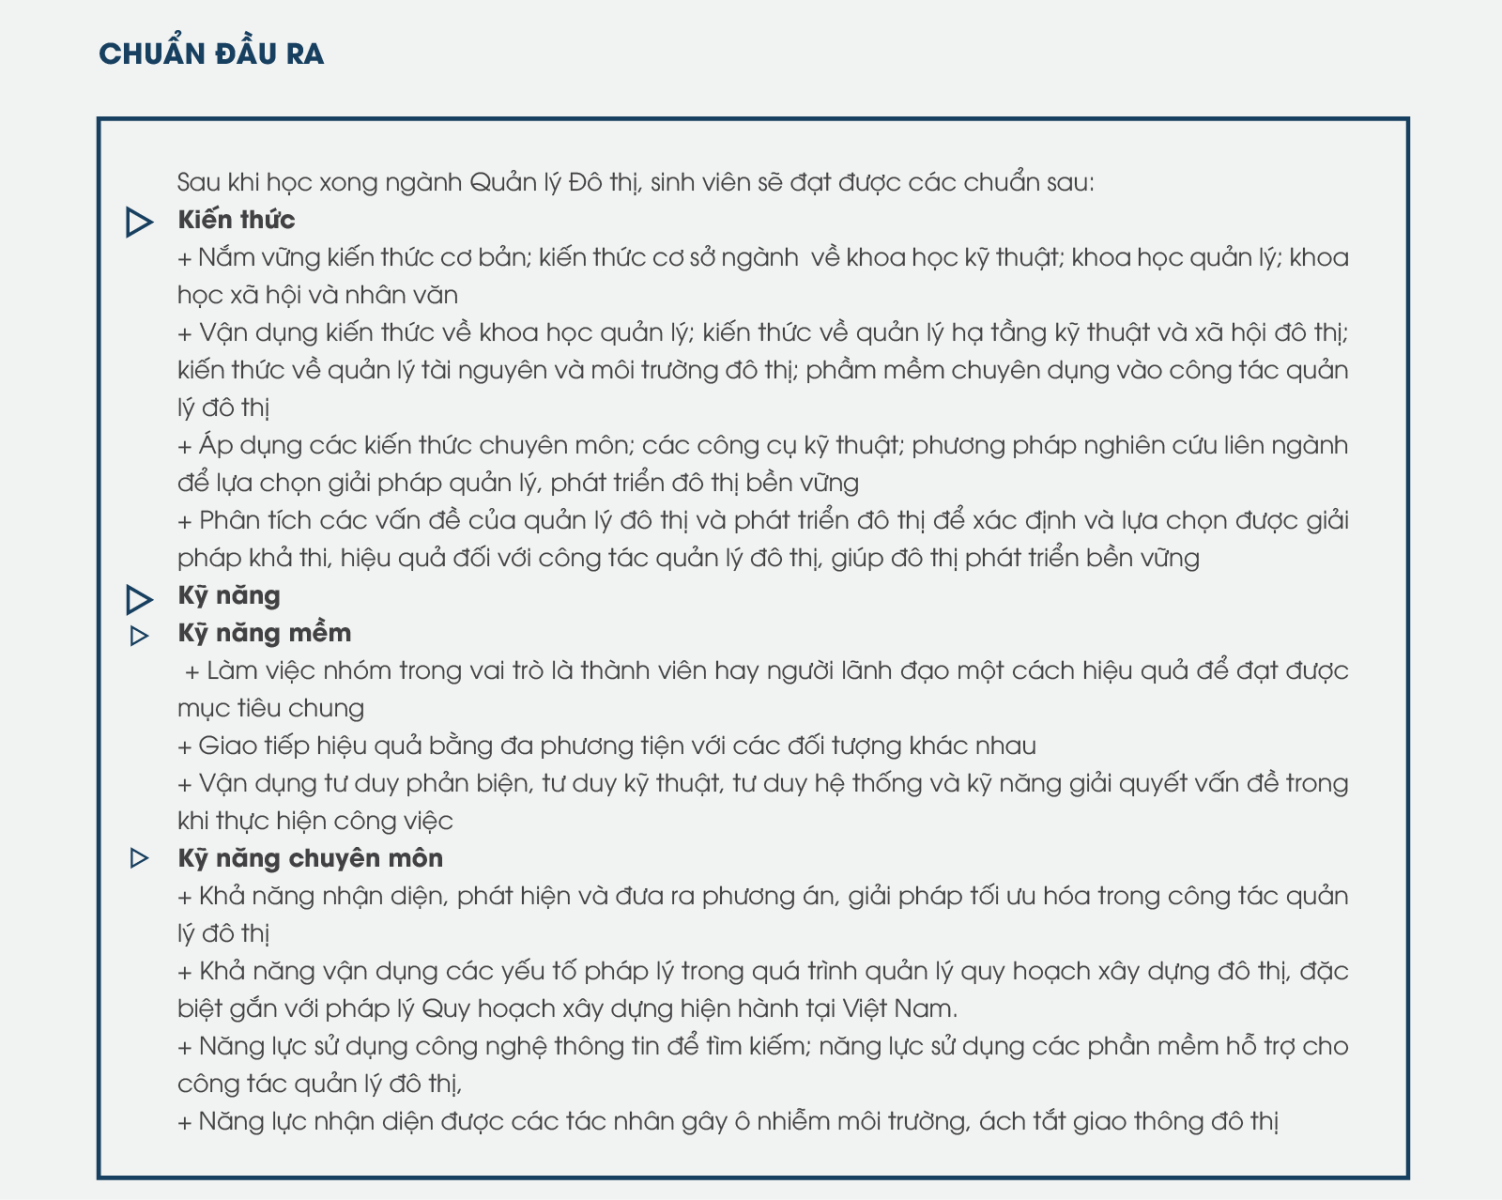 CHUẨN ĐẦU RA
Sau khi học xong ngành Quản lý Đô thị, sinh viên sẽ đạt được các chuẩn sau:
Kiến thức
+ Nắm vững kiến thức cơ bản; kiến thức cơ sở ngành về khoa học kỹ thuật; khoa học quản lý; khoa
học xã hội và nhân văn
+ Vận dụng kiến thức về khoa học quản lý; kiến thức về quản lý hạ tầng kỹ thuật và xã hội đô thị;
kiến thức về quản lý tài nguyên và môi trường đô thị; phầm mềm chuyên dụng vào công tác quản
lý đô thị
+ Áp dụng các kiến thức chuyên môn; các công cụ kỹ thuật; phương pháp nghiên cứu liên ngành
để lựa chọn giải pháp quản lý, phát triển đô thị bền vững
+ Phân tích các vấn đề của quản lý đô thị và phát triển đô thị để xác định và lựa chọn được giải
pháp khả thi, hiệu quả đối với công tác quản lý đô thị, giúp đô thị phát triển bền vững
Kỹ năng
Kỹ năng mềm
+ Làm việc nhóm trong vai trò là thành viên hay người lãnh đạo một cách hiệu quả để đạt được
mục tiêu chung
+ Giao tiếp hiệu quả bằng đa phương tiện với các đối tượng khác nhau
+ Vận dụng tư duy phản biện, tư duy kỹ thuật, tư duy hệ thống và kỹ năng giải quyết vấn đề trong
khi thực hiện công việc
Kỹ năng chuyên môn
+ Khả năng nhận diện, phát hiện và đưa ra phương án, giải pháp tối ưu hóa trong công tác quản
lý đô thị
+ Khả năng vận dụng các yếu tố pháp lý trong quá trình quản lý quy hoạch xây dựng đô thị, đặc
biệt gắn với pháp lý Quy hoạch xây dựng hiện hành tại Việt Nam.
+ Năng lực sử dụng công nghệ thông tin để tìm kiếm; năng lực sử dụng các phần mềm hỗ trợ cho
công tác quản lý đô thị,
+ Năng lực nhận diện được các tác nhân gây ô nhiễm môi trường, ách tắt giao thông đô thị